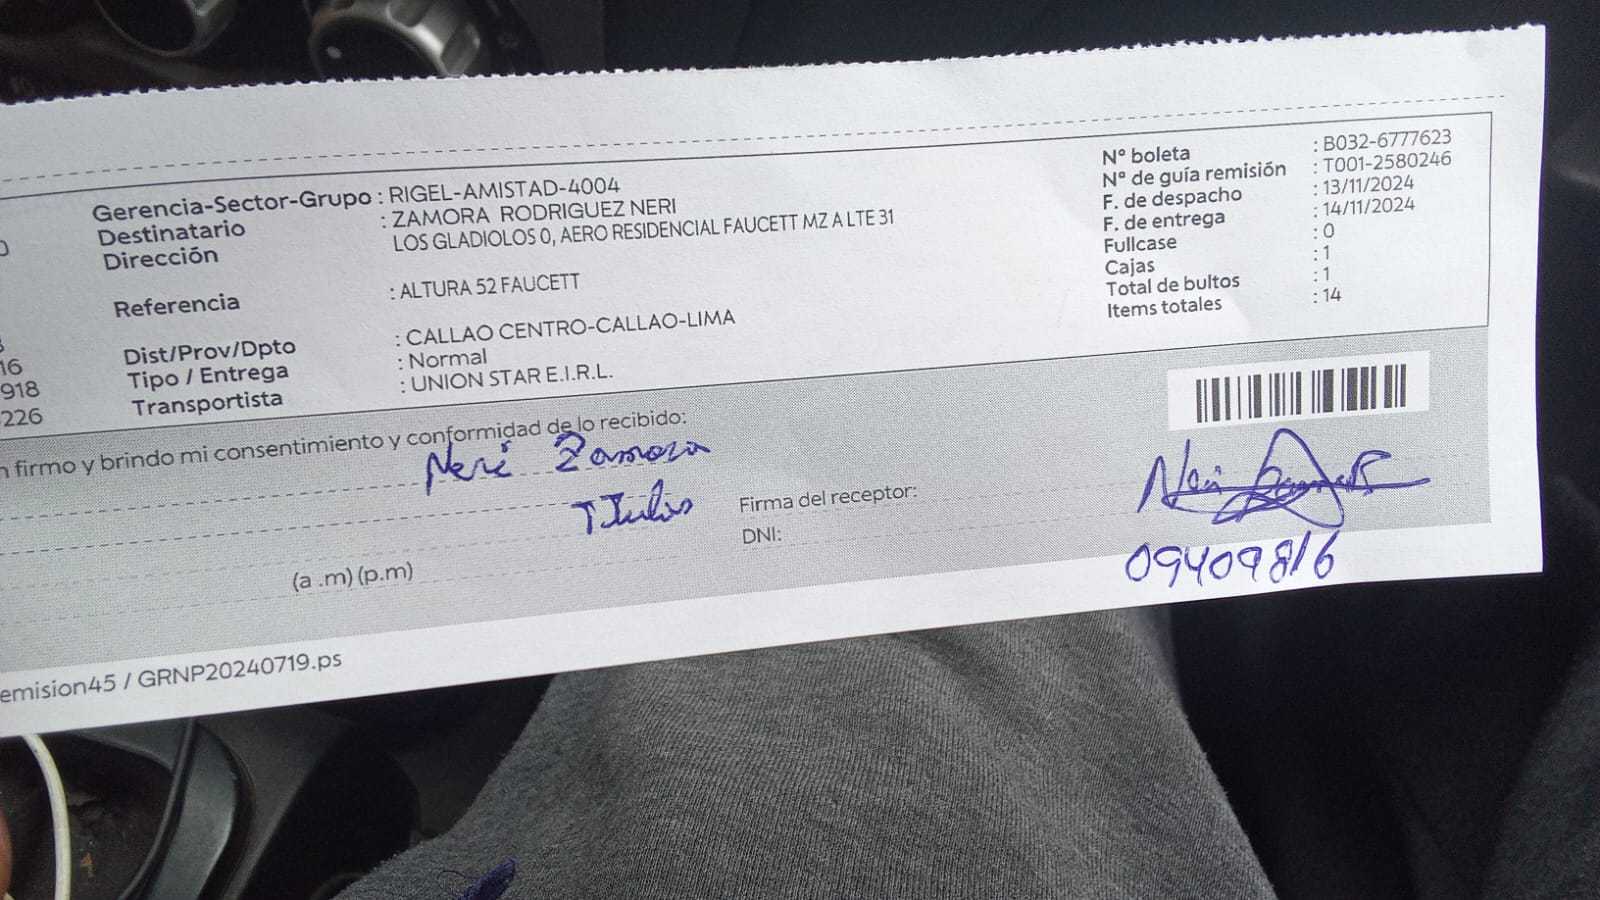 Gerencia-Sector-Grupo : RIGEL-AMISTAD-4004
Destinatario : ZAMORA RODRIGUEZ NERI
Dirección LOS GLADIOLOS 0, AERO RESIDENCIAL FAUCETT MZ A LTE 31
Referencia : ALTURA 52 FAUCETT
Dist/Prov/Dpto : CALLAO CENTRO-CALLAO-LIMA
Tipo / Entrega : Normal
Transportista : UNION STAR E.I.R.L.
16
918
226
N° boleta : B032-6777623
N° de guía remisión : T001-2580246
F. de despacho : 13/11/2024
F. de entrega : 14/11/2024
Fullcase : 0
Cajas : 1
Total de bultos : 1
Items totales : 14
n firmo y brindo mi consentimiento y conformidad de lo recibido:
Neri Zamora
Titular
Firma del receptor:
DNI: 09409816
(a .m) (p.m)
emision45 / GRNP20240719.ps